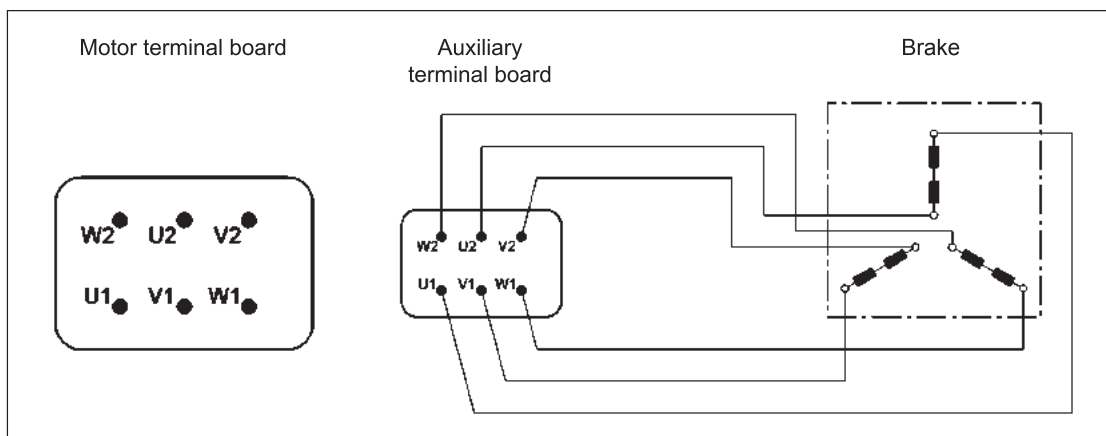 Motor terminal board
Auxiliary
terminal board
Brake
W2 U2 V2
U1 V1 W1
W2 U2 V2
U1 V1 W1